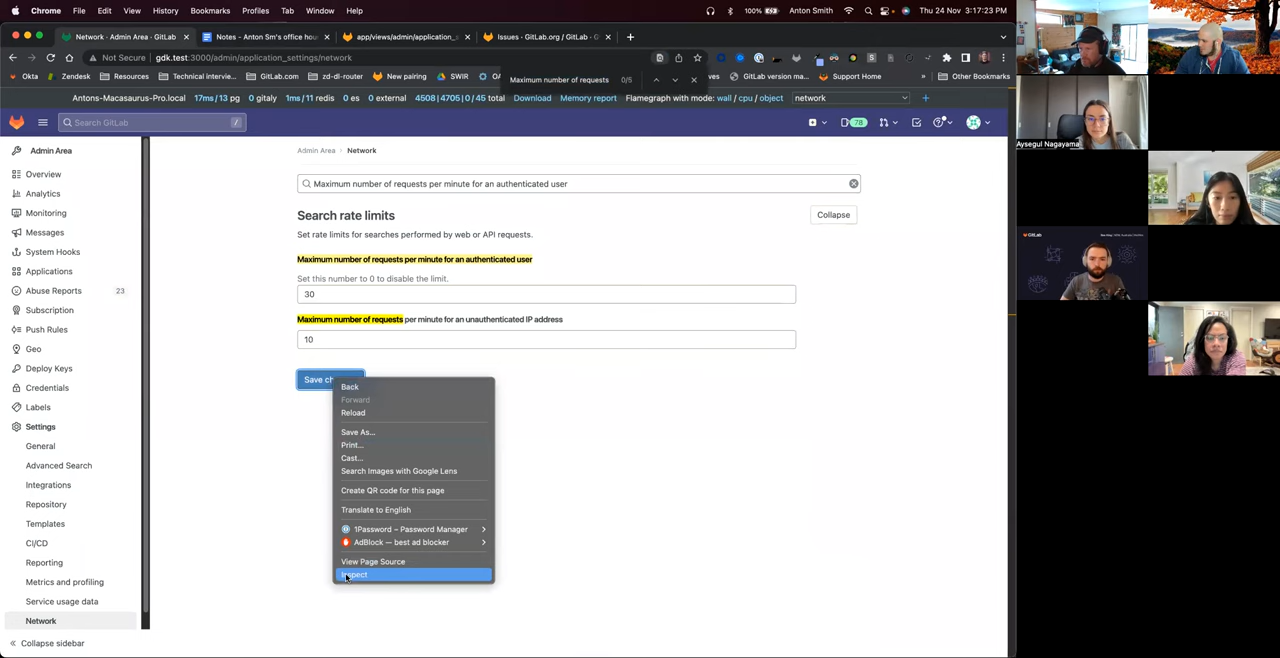 Chrome File Edit View History Bookmarks Profiles Tab Window Help 100% Anton Smith Thu 24 Nov 3:17:23 PM
Network · Admin Area · GitLab Notes - Anton Sm's office hou app/views/admin/application_s Issues · GitLab.org / GitLab · G
Not Secure gdk.test:3000/admin/application_settings/network
Okta Zendesk Resources Technical intervie... GitLab.com zd-dl-router New pairing SWIR Maximum number of requests 0/5 GitLab version ma... Support Home Other Bookmarks
Antons-Macasaurus-Pro.local 17ms / 13 pg 0 gitaly 1ms / 11 redis 0 es 0 external 4508 | 4705 | 0 / 45 total Download Memory report Flamegraph with mode: wall / cpu / object network
Search GitLab / 78
Admin Area
Overview
Analytics
Monitoring
Messages
System Hooks
Applications
Abuse Reports 23
Subscription
Push Rules
Geo
Deploy Keys
Credentials
Labels
Settings
General
Advanced Search
Integrations
Repository
Templates
CI/CD
Reporting
Metrics and profiling
Service usage data
Network
Collapse sidebar
Admin Area › Network
Maximum number of requests per minute for an authenticated user
Search rate limits Collapse
Set rate limits for searches performed by web or API requests.
Maximum number of requests per minute for an authenticated user
Set this number to 0 to disable the limit.
30
Maximum number of requests per minute for an unauthenticated IP address
10
Save ch
Back
Forward
Reload
Save As...
Print...
Cast...
Search Images with Google Lens
Create QR code for this page
Translate to English
1Password – Password Manager
AdBlock — best ad blocker
View Page Source
Inspect
Aysegul Nagayama
GitLab